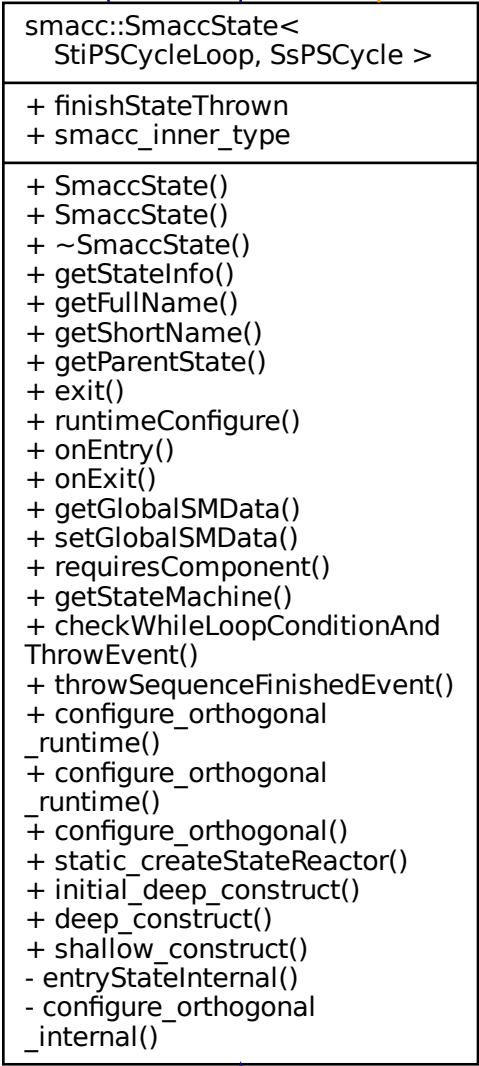 smacc::SmaccState<
StiPSCycleLoop, SsPSCycle >
+ finishStateThrown
+ smacc_inner_type
+ SmaccState()
+ SmaccState()
+ ~SmaccState()
+ getStateInfo()
+ getFullName()
+ getShortName()
+ getParentState()
+ exit()
+ runtimeConfigure()
+ onEntry()
+ onExit()
+ getGlobalSMData()
+ setGlobalSMData()
+ requiresComponent()
+ getStateMachine()
+ checkWhileLoopConditionAnd
ThrowEvent()
+ throwSequenceFinishedEvent()
+ configure_orthogonal
_runtime()
+ configure_orthogonal
_runtime()
+ configure_orthogonal()
+ static_createStateReactor()
+ initial_deep_construct()
+ deep_construct()
+ shallow_construct()
- entryStateInternal()
- configure_orthogonal
_internal()